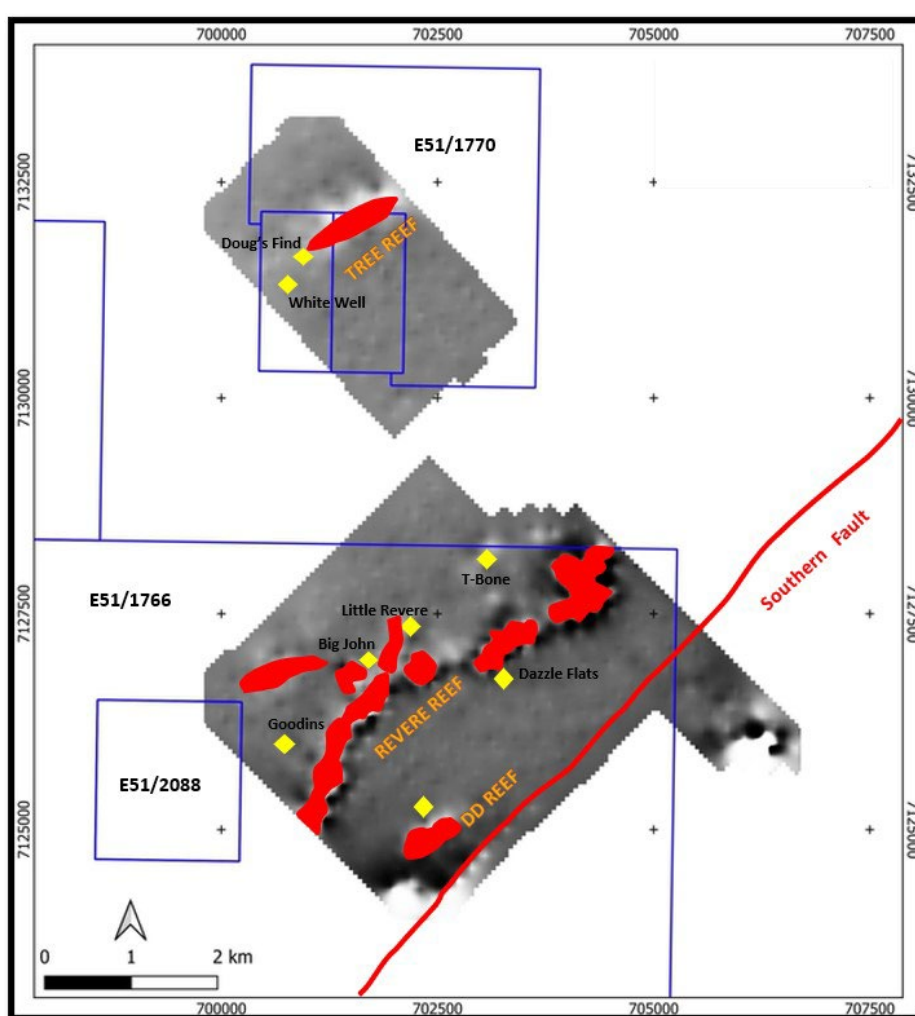 700000 702500 705000 707500
E51/1770
7132500 7132500
Doug's Find
TREE REEF
White Well
7130000 7130000
Southern Fault
T-Bone
E51/1766
7127500 7127500
Little Revere
Big John
Dazzle Flats
REVERE REEF
Goodins
E51/2088
DD REEF
7125000 7125000
0 1 2 km
700000 702500 705000 707500